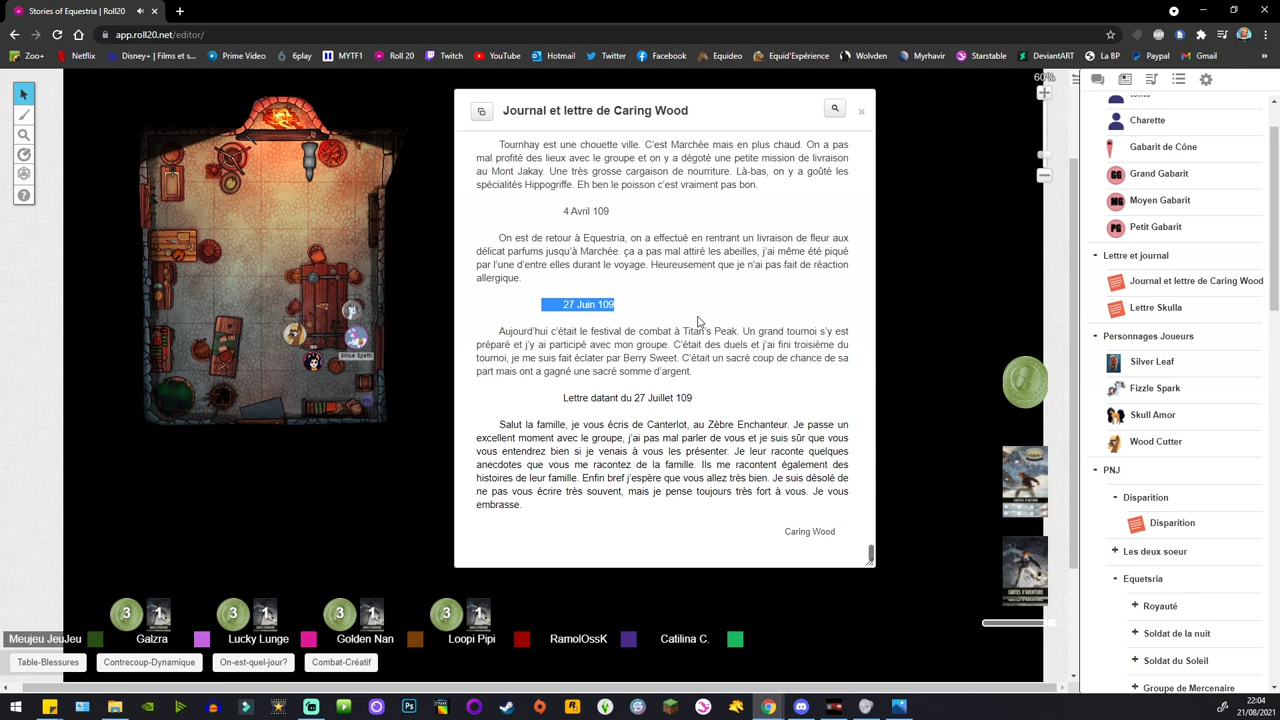 Stories of Equestria | Roll20
app.roll20.net/editor/
Zoo+
Netflix
Disney+ | Films et s...
Prime Video
6play
MYTF1
Roll 20
Twitch
YouTube
Hotmail
Twitter
Facebook
Equideo
Equid'Expérience
Wolvden
Myrhavir
Starstable
DeviantART
La BP
Paypal
Gmail
60%
Journal et lettre de Caring Wood
Tournhay est une chouette ville. C'est Marchée mais en plus chaud. On a pas
mal profité des lieux avec le groupe et on y a dégoté une petite mission de livraison
au Mont Jakay. Une très grosse cargaison de nourriture. Là-bas, on y a goûté les
spécialités Hippogriffe. Eh ben le poisson c'est vraiment pas bon.
4 Avril 109
On est de retour à Equestria, on a effectué en rentrant un livraison de fleur aux
délicat parfums jusqu'à Marchée. ça a pas mal attiré les abeilles, j'ai même été piqué
par l'une d'entre elles durant le voyage. Heureusement que je n'ai pas fait de réaction
allergique.
27 Juin 109
Aujourd'hui c'était le festival de combat à Titan's Peak. Un grand tournoi s'y est
préparé et j'y ai participé avec mon groupe. C'était des duels et j'ai fini troisième du
tournoi, je me suis fait éclater par Berry Sweet. C'était un sacré coup de chance de sa
part mais ont a gagné une sacré somme d'argent.
Lettre datant du 27 Juillet 109
Salut la famille, je vous écris de Canterlot, au Zèbre Enchanteur. Je passe un
excellent moment avec le groupe, j'ai pas mal parler de vous et je suis sûr que vous
vous entendrez bien si je venais à vous les présenter. Je leur raconte quelques
anecdotes que vous me racontez de la famille. Ils me racontent également des
histoires de leur famille. Enfin bref j'espère que vous allez très bien. Je suis désolé de
ne pas vous écrire très souvent, mais je pense toujours très fort à vous. Je vous
embrasse.
Caring Wood
Charette
Gabarit de Cône
GG Grand Gabarit
MG Moyen Gabarit
PG Petit Gabarit
Lettre et journal
Journal et lettre de Caring Wood
Lettre Skulla
Personnages Joueurs
Silver Leaf
Fizzle Spark
Skull Amor
Wood Cutter
PNJ
Disparition
Disparition
Les deux soeur
Equetsria
Royauté
Soldat de la nuit
Soldat du Soleil
Groupe de Mercenaire
3 1 3 1 3 1 3 1
Meujeu JeuJeu
Galzra
Lucky Lunge
Golden Nan
Loopi Pipi
RamolOssK
Catilina C.
Table-Blessures
Contrecoup-Dynamique
On-est-quel-jour?
Combat-Créatif
22:04
21/08/2021